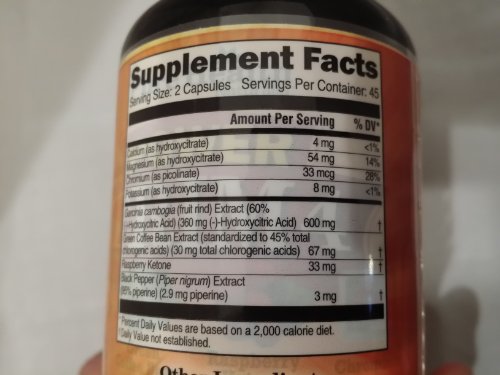 Supplement Facts
Serving Size: 2 Capsules Servings Per Container: 45
Amount Per Serving % DV*
Calcium (as hydroxycitrate) 4 mg <1%
Magnesium (as hydroxycitrate) 54 mg 14%
Chromium (as picolinate) 33 mcg 28%
Potassium (as hydroxycitrate) 8 mg <1%
Garcinia cambogia (fruit rind) Extract (60%
(-)-Hydroxycitric Acid) (360 mg (-)-Hydroxycitric Acid) 600 mg †
Green Coffee Bean Extract (standardized to 45% total
chlorogenic acids) (30 mg total chlorogenic acids) 67 mg †
Raspberry Ketone 33 mg †
Black Pepper (Piper nigrum) Extract
(95% piperine) (2.9 mg piperine) 3 mg †
* Percent Daily Values are based on a 2,000 calorie diet.
† Daily Value not established.
Other